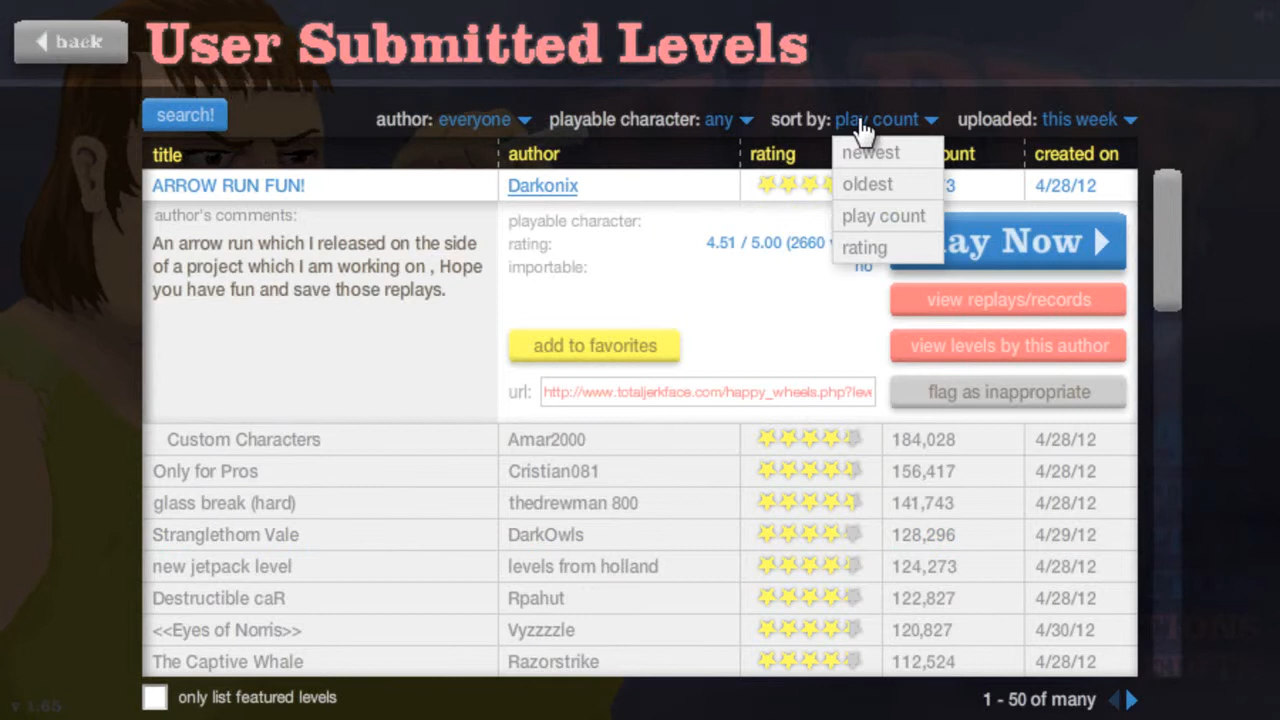 back
User Submitted Levels
search!
author: everyone
playable character: any
sort by: play count
uploaded: this week
title
author
rating
created on
newest
oldest
play count
rating
ARROW RUN FUN!
Darkonix
4/28/12
author's comments:
An arrow run which I released on the side
of a project which I am working on , Hope
you have fun and save those replays.
playable character:
rating: 4.51 / 5.00 (2660
importable: no
Now
view replays/records
add to favorites
view levels by this author
url: http://www.totaljerkface.com/happy_wheels.php?lev
flag as inappropriate
Custom Characters Amar2000 184,028 4/28/12
Only for Pros Cristian081 156,417 4/28/12
glass break (hard) thedrewman 800 141,743 4/28/12
Stranglethom Vale DarkOwls 128,296 4/29/12
new jetpack level levels from holland 124,273 4/28/12
Destructible caR Rpahut 122,827 4/28/12
<<Eyes of Norris>> Vyzzzzle 120,827 4/30/12
The Captive Whale Razorstrike 112,524 4/28/12
only list featured levels
1 - 50 of many
v 1.65